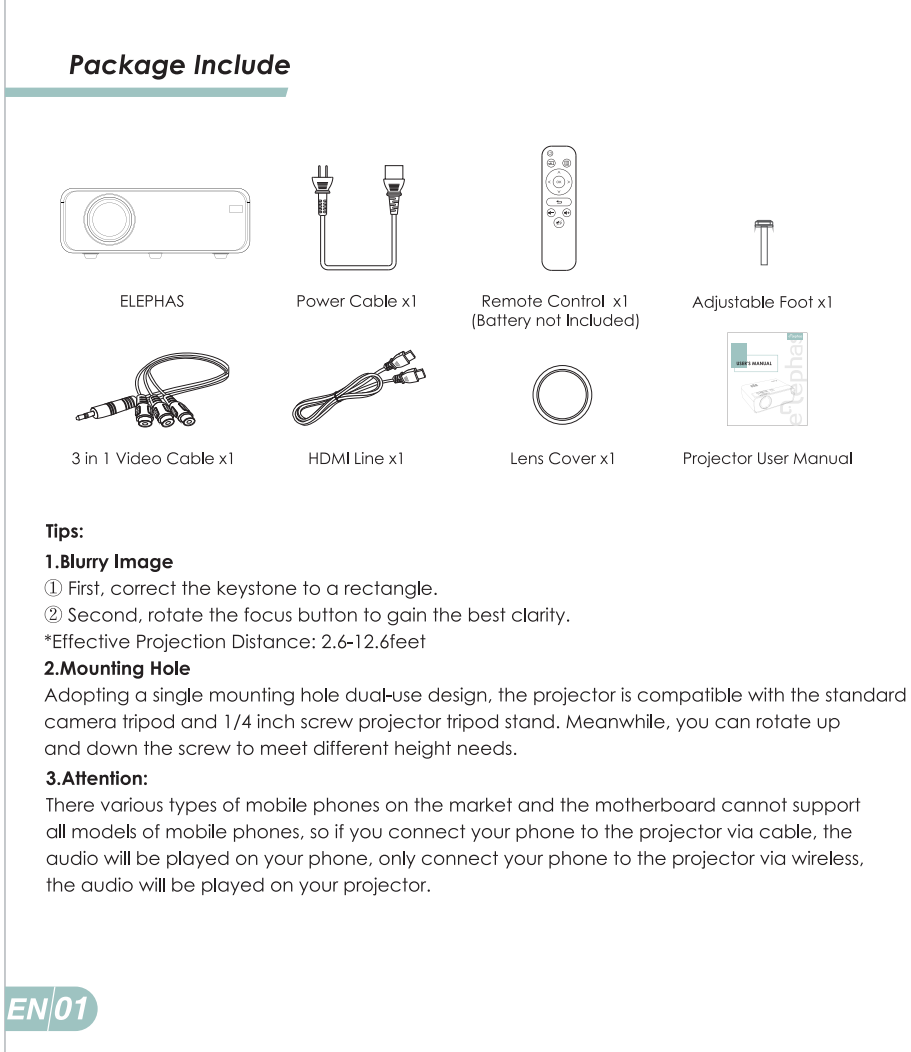 Package Include
ELEPHAS
Power Cable x1
Remote Control x1
(Battery not Included)
Adjustable Foot x1
USER'S MANUAL
eElephas
3 in 1 Video Cable x1
HDMI Line x1
Lens Cover x1
Projector User Manual
Tips:
1.Blurry Image
① First, correct the keystone to a rectangle.
② Second, rotate the focus button to gain the best clarity.
*Effective Projection Distance: 2.6-12.6feet
2.Mounting Hole
Adopting a single mounting hole dual-use design, the projector is compatible with the standard
camera tripod and 1/4 inch screw projector tripod stand. Meanwhile, you can rotate up
and down the screw to meet different height needs.
3.Attention:
There various types of mobile phones on the market and the motherboard cannot support
all models of mobile phones, so if you connect your phone to the projector via cable, the
audio will be played on your phone, only connect your phone to the projector via wireless,
the audio will be played on your projector.
EN/01